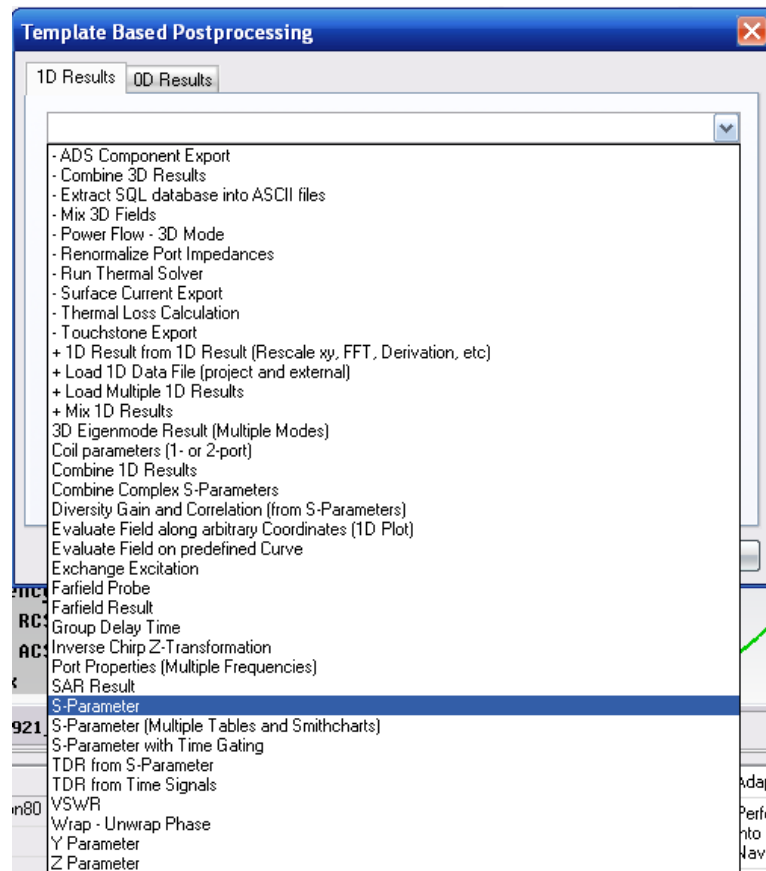 Template Based Postprocessing
1D Results 0D Results
- ADS Component Export
- Combine 3D Results
- Extract SQL database into ASCII files
- Mix 3D Fields
- Power Flow - 3D Mode
- Renormalize Port Impedances
- Run Thermal Solver
- Surface Current Export
- Thermal Loss Calculation
- Touchstone Export
+ 1D Result from 1D Result (Rescale xy, FFT, Derivation, etc)
+ Load 1D Data File (project and external)
+ Load Multiple 1D Results
+ Mix 1D Results
3D Eigenmode Result (Multiple Modes)
Coil parameters (1- or 2-port)
Combine 1D Results
Combine Complex S-Parameters
Diversity Gain and Correlation (from S-Parameters)
Evaluate Field along arbitrary Coordinates (1D Plot)
Evaluate Field on predefined Curve
Exchange Excitation
Farfield Probe
Farfield Result
RCS
Group Delay Time
ACS
Inverse Chirp Z-Transformation
Port Properties (Multiple Frequencies)
SAR Result
S-Parameter
921
S-Parameter (Multiple Tables and Smithcharts)
S-Parameter with Time Gating
TDR from S-Parameter
TDR from Time Signals
n80
VSWR
Wrap - Unwrap Phase
Y Parameter
Z Parameter